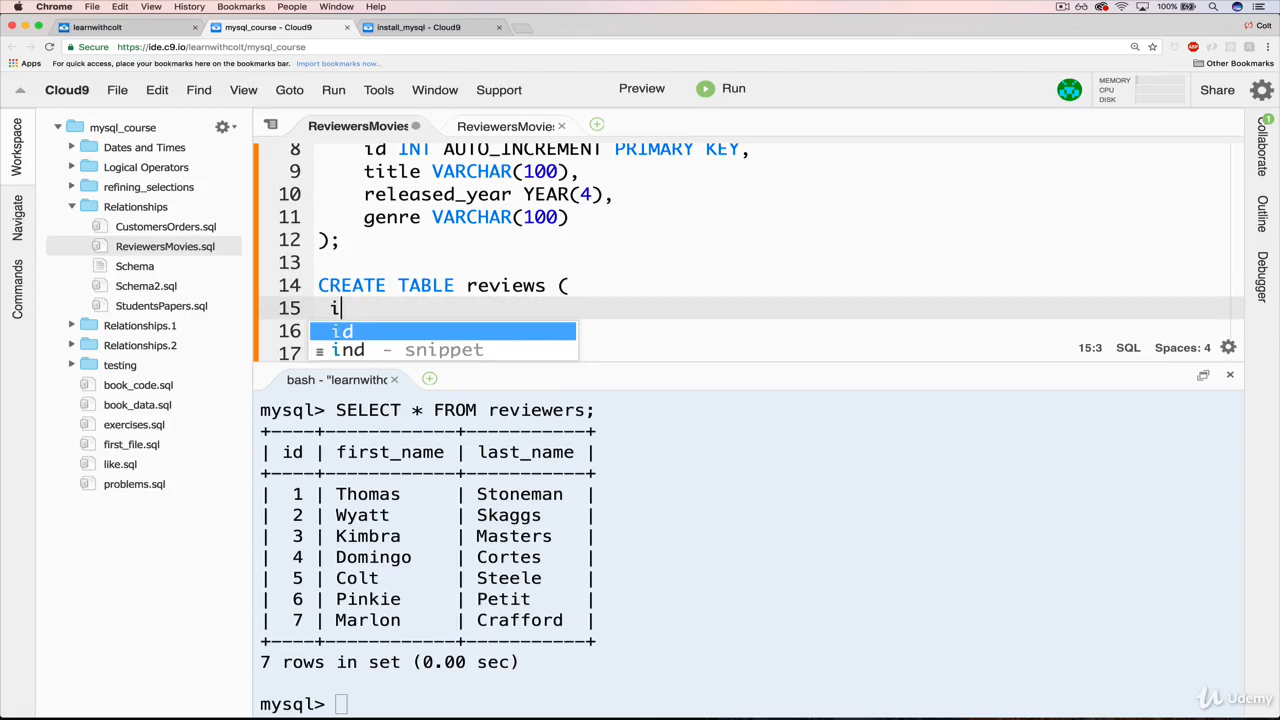 Chrome File Edit View History Bookmarks People Window Help 100% Colt
learnwithcolt mysql_course - Cloud9 install_mysql - Cloud9 Colt
Secure https://ide.c9.io/learnwithcolt/mysql_course
Apps For quick access, place your bookmarks here on the bookmarks bar. Import bookmarks now... Other Bookmarks
Cloud9 File Edit Find View Goto Run Tools Window Support Preview Run MEMORY CPU DISK Share
Workspace
Navigate
Commands
mysql_course
Dates and Times
Logical Operators
refining_selections
Relationships
CustomersOrders.sql
ReviewersMovies.sql
Schema
Schema2.sql
StudentsPapers.sql
Relationships.1
Relationships.2
testing
book_code.sql
book_data.sql
exercises.sql
first_file.sql
like.sql
problems.sql
ReviewersMovies ReviewersMovies
8 id INT AUTO_INCREMENT PRIMARY KEY,
9 title VARCHAR(100),
10 released_year YEAR(4),
11 genre VARCHAR(100)
12 );
13
14 CREATE TABLE reviews (
15 i
16
17
id
ind - snippet
15:3 SQL Spaces: 4
bash - "learnwithc
mysql> SELECT * FROM reviewers;
+----+------------+-----------+
| id | first_name | last_name |
+----+------------+-----------+
| 1 | Thomas | Stoneman |
| 2 | Wyatt | Skaggs |
| 3 | Kimbra | Masters |
| 4 | Domingo | Cortes |
| 5 | Colt | Steele |
| 6 | Pinkie | Petit |
| 7 | Marlon | Crafford |
+----+------------+-----------+
7 rows in set (0.00 sec)
mysql>
Collaborate
1
Outline
Debugger
Udemy